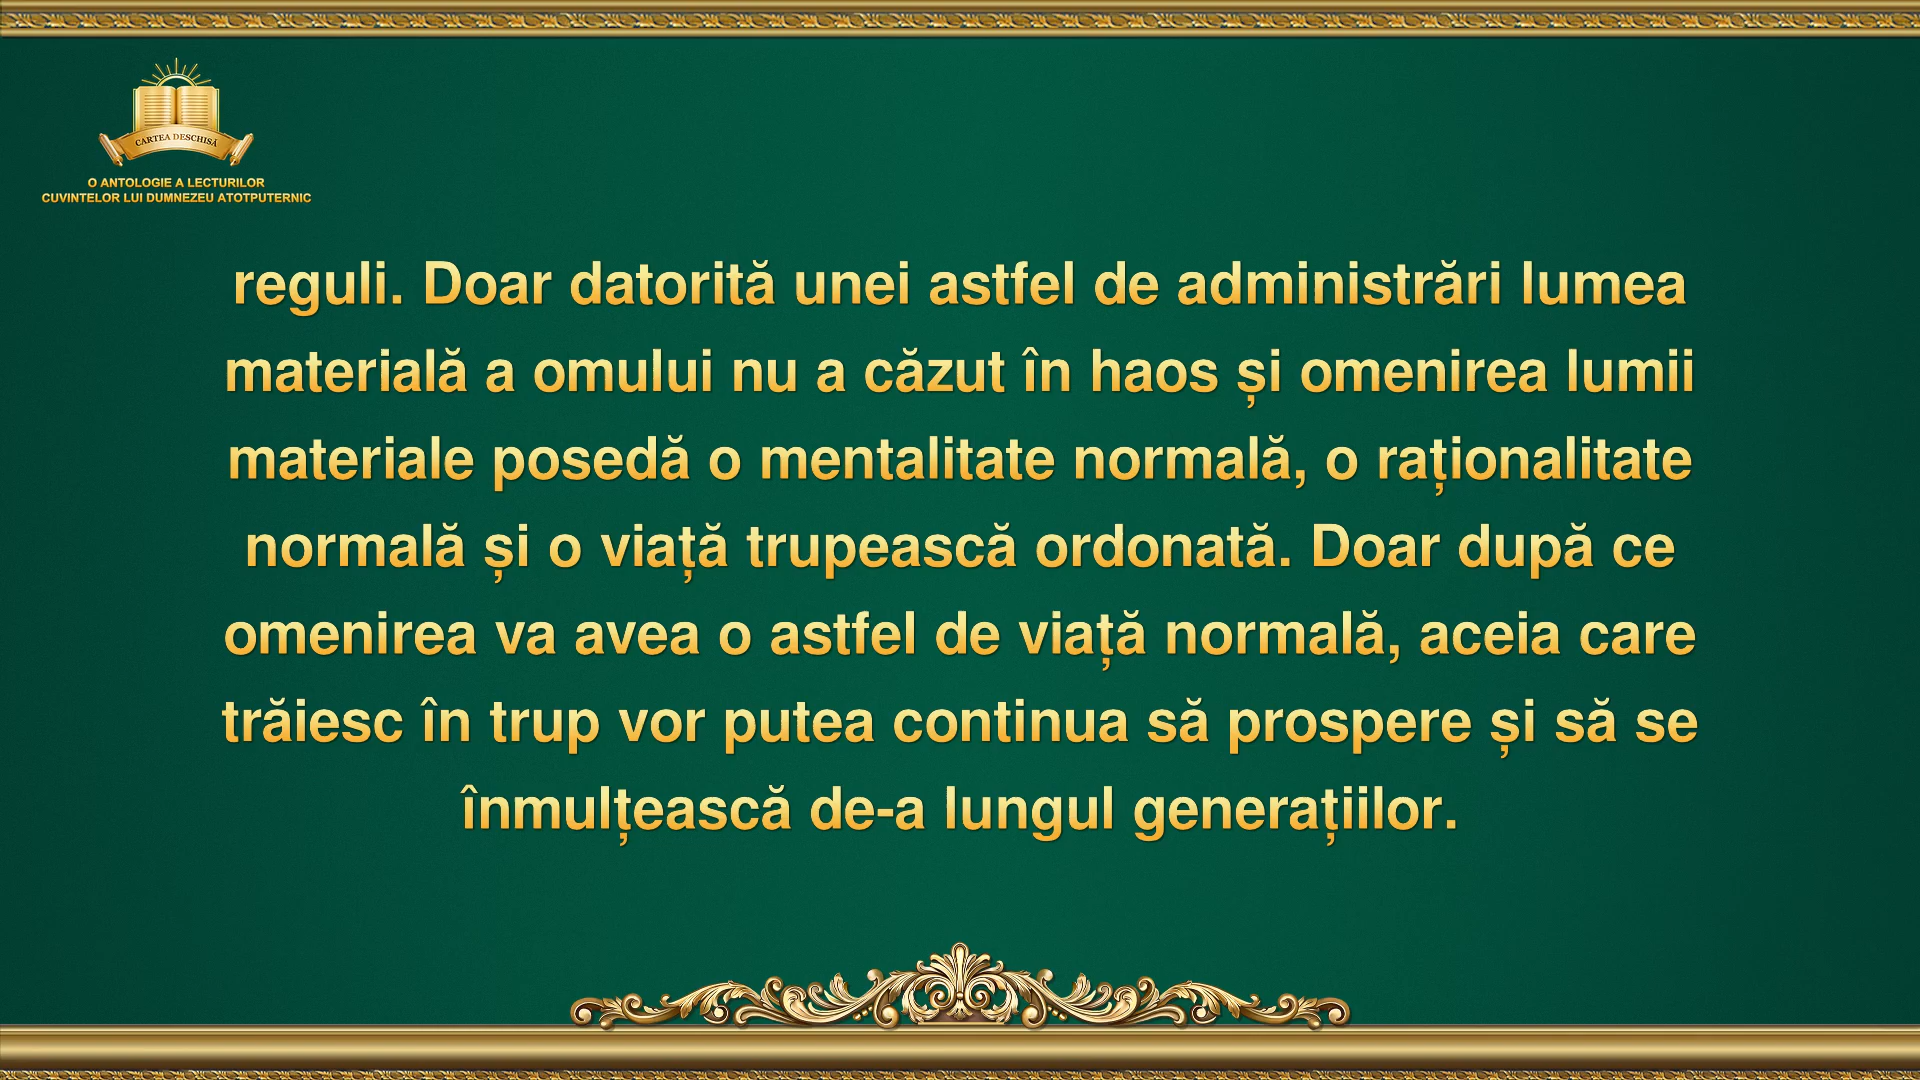 CARTEA DESCHISĂ
O ANTOLOGIE A LECTURILOR
CUVINTELOR LUI DUMNEZEU ATOTPUTERNIC
reguli. Doar datorită unei astfel de administrări lumea
materială a omului nu a căzut în haos și omenirea lumii
materiale posedă o mentalitate normală, o raționalitate
normală și o viață trupească ordonată. Doar după ce
omenirea va avea o astfel de viață normală, aceia care
trăiesc în trup vor putea continua să prospere și să se
înmulțească de-a lungul generațiilor.